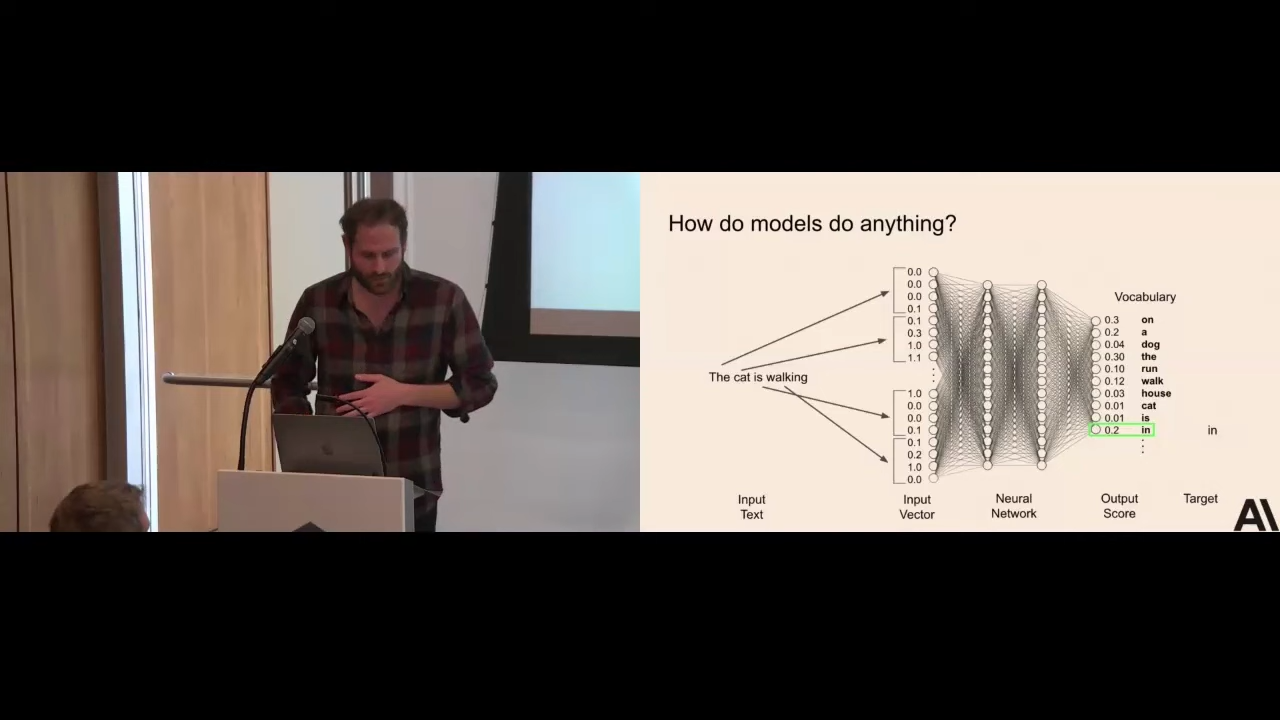 How do models do anything?
The cat is walking
0.0
0.0
0.0
0.1
0.1
0.3
1.0
1.1
1.0
0.0
0.0
0.1
0.1
0.2
1.0
0.0
Vocabulary
0.3 on
0.2 a
0.04 dog
0.30 the
0.10 run
0.12 walk
0.03 house
0.01 cat
0.01 is
0.2 in
in
Input
Text
Input
Vector
Neural
Network
Output
Score
Target
A\